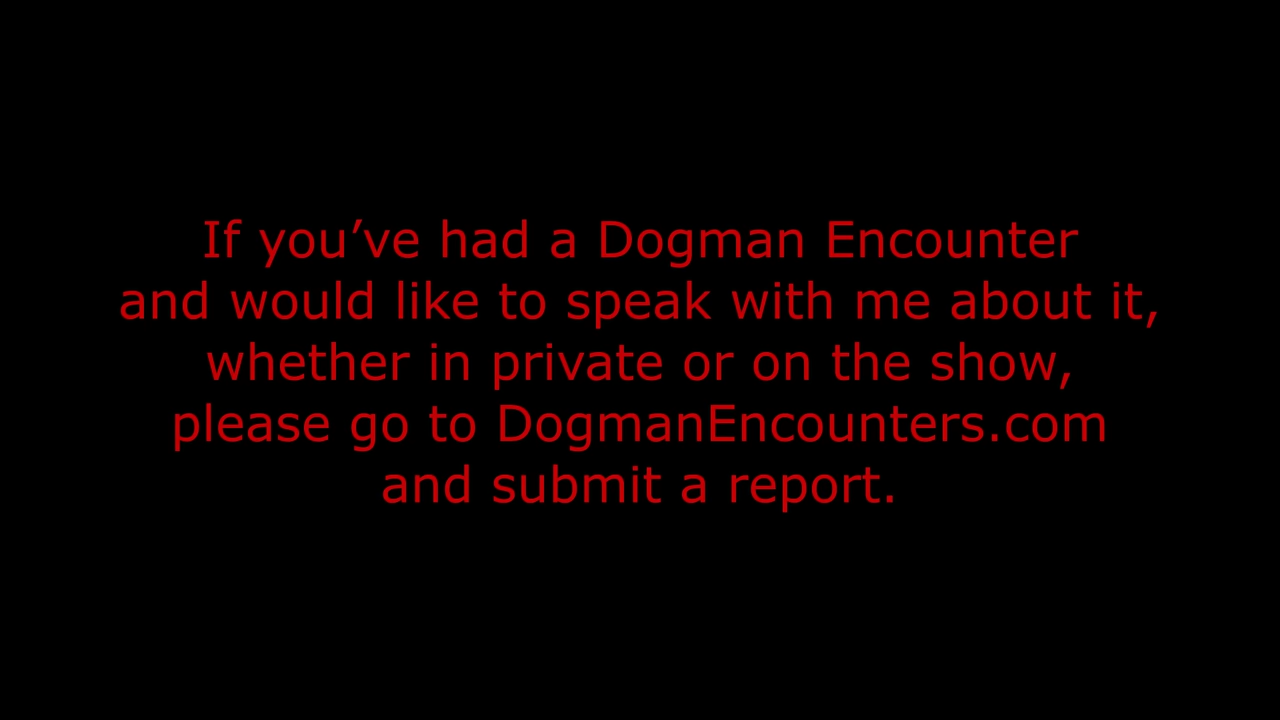 If you’ve had a Dogman Encounter
and would like to speak with me about it,
whether in private or on the show,
please go to DogmanEncounters.com
and submit a report.